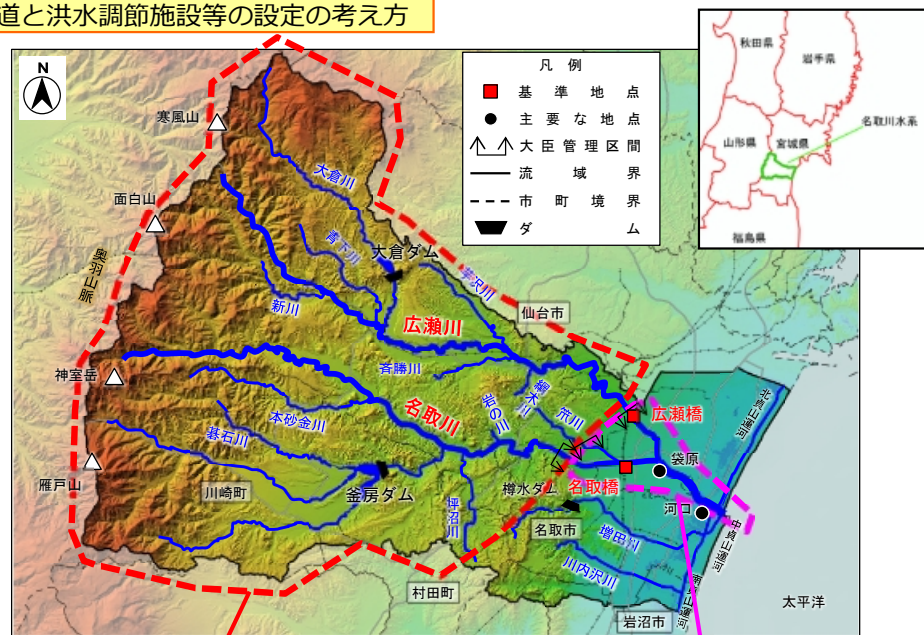 道と洪水調節施設等の設定の考え方
N
凡例
基準地点
主要な地点
大臣管理区間
流域界
市町境界
ダム
秋田県
岩手県
山形県
宮城県
名取川水系
福島県
寒風山
面白山
奥羽山脈
神室岳
雁戸山
大倉川
青下川
大倉ダム
芋沢川
新川
広瀬川
仙台市
斉勝川
綱木川
笊川
岩の川
名取川
本砂金川
碁石川
川崎町
釜房ダム
坪沼川
樽水ダム
名取市
村田町
広瀬橋
名取橋
袋原
河口
北貞山運河
中貞山運河
南貞山運河
増田川
川内沢川
岩沼市
太平洋